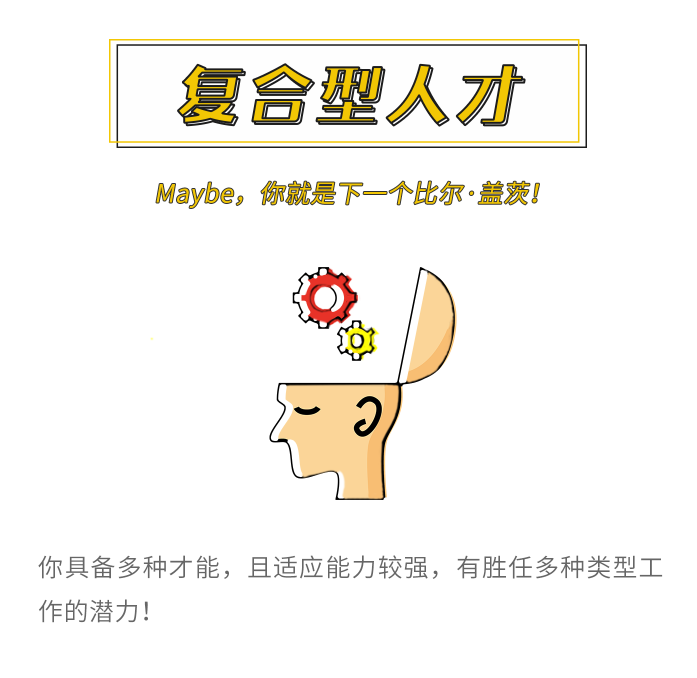 复合型人才
Maybe，你就是下一个比尔·盖茨！
你具备多种才能，且适应能力较强，有胜任多种类型工
作的潜力！